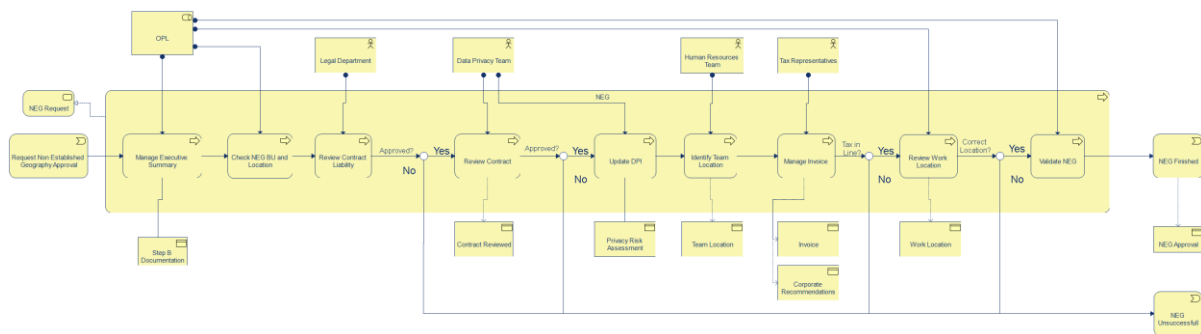 OPL
Legal Department
Data Privacy Team
Human Resources
Team
Tax Representatives
NEG Request
NEG
Request Non Established
Geography Approval
Manage Executive
Summary
Check NEG BU and
Location
Review Contract
Liability
Approved?
Yes
No
Review Contract
Approved?
Yes
No
Update DPI
Identify Team
Location
Manage Invoice
Tax in
Line?
Yes
No
Review Work
Location
Correct
Location?
Yes
No
Validate NEG
NEG Finished
Step B
Documentation
Contract Reviewed
Privacy Risk
Assessment
Team Location
Invoice
Corporate
Recommendations
Work Location
NEG Approval
NEG
Unsuccessfull